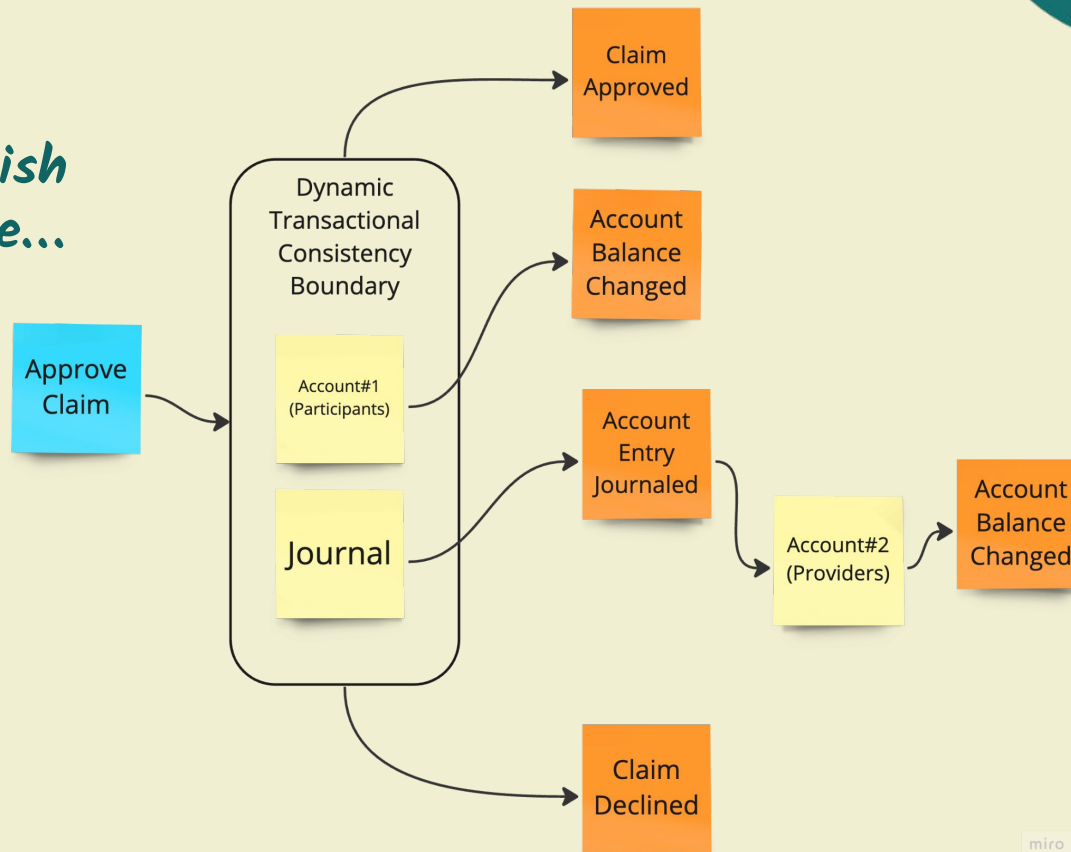 ish
e...
Approve
Claim
Dynamic
Transactional
Consistency
Boundary
Account#1
(Participants)
Journal
Claim
Approved
Account
Balance
Changed
Account
Entry
Journaled
Account#2
(Providers)
Account
Balance
Changed
Claim
Declined
miro